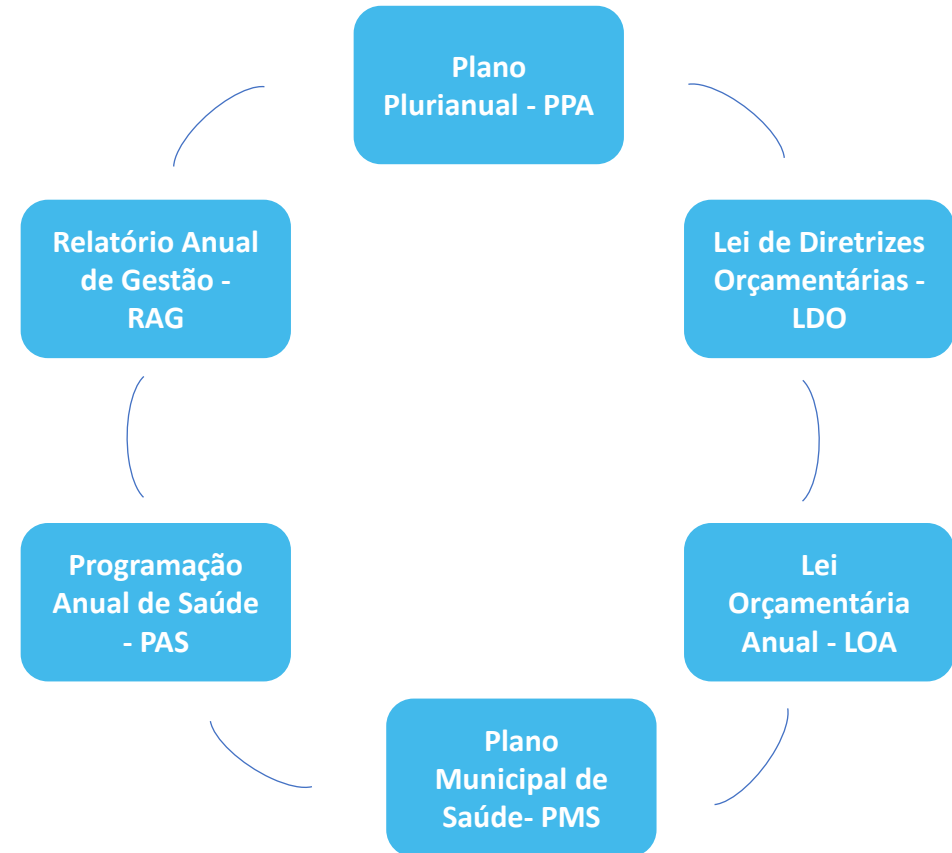 Plano
Plurianual - PPA
Lei de Diretrizes
Orçamentárias -
LDO
Lei
Orçamentária
Anual - LOA
Plano
Municipal de
Saúde- PMS
Programação
Anual de Saúde
- PAS
Relatório Anual
de Gestão -
RAG